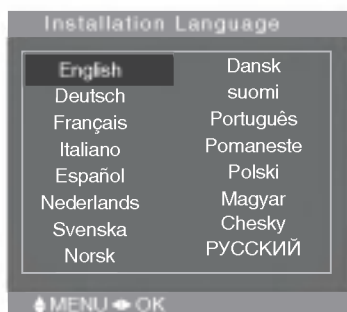 Installation Language
English
Deutsch
Français
Italiano
Español
Nederlands
Svenska
Norsk
Dansk
suomi
Português
Pomaneste
Polski
Magyar
Chesky
РУССКИЙ
MENU OK